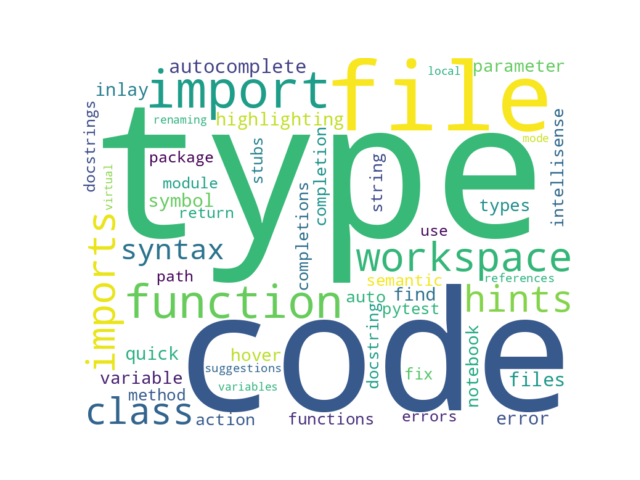 autocomplete
local
parameter
inlay
import
file
docstrings
renaming
highlighting
mode
type
completion
stubs
string
intellisense
package
module
symbol
return
virtual
types
completions
use
syntax
workspace
imports
path
semantic
references
function
auto
find
hints
docstring
pytest
code
quick
hover
notebook
suggestions
fix
variable
variables
files
method
class
action
functions
errors
error